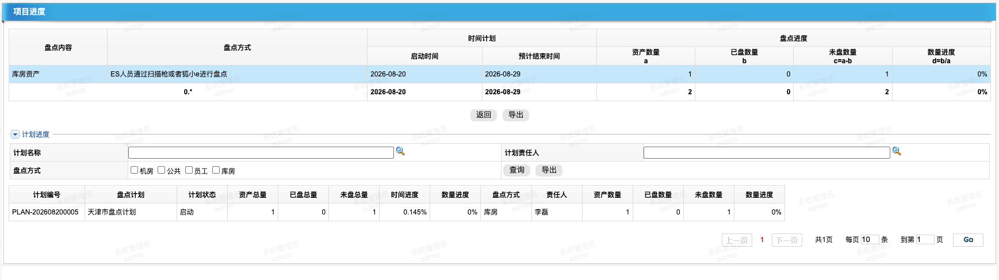 项目进度
盘点内容 盘点方式 时间计划 盘点进度
启动时间 预计结束时间 资产数量 已盘数量 未盘数量 数量进度
a b c=a-b d=b/a
库房资产 ES人员通过扫描枪或者狐小e进行盘点 2026-08-20 2026-08-29 1 0 1 0%
0.* 2026-08-20 2026-08-29 2 0 2 0%
返回 导出
计划进度
计划名称 计划责任人
盘点方式 机房 公共 员工 库房 查询 导出
计划编号 盘点计划 计划状态 资产总量 已盘总量 未盘总量 时间进度 数量进度 盘点方式 责任人 资产数量 已盘数量 未盘数量 数量进度
PLAN-202608200005 天津市盘点计划 启动 1 0 1 0.145% 0% 库房 李磊 1 0 1 0%
上一页 1 下一页 共1页 每页 10 条 到第 1 页 Go
系统管理员
admin